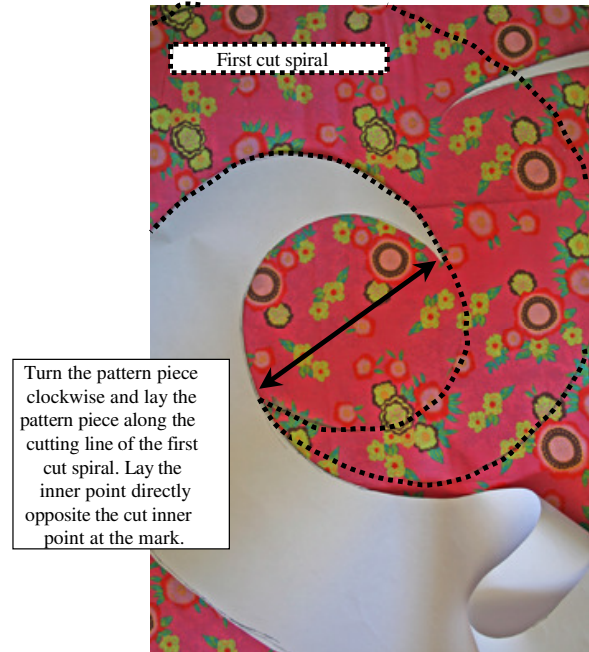 First cut spiral
Turn the pattern piece
clockwise and lay the
pattern piece along the
cutting line of the first
cut spiral. Lay the
inner point directly
opposite the cut inner
point at the mark.